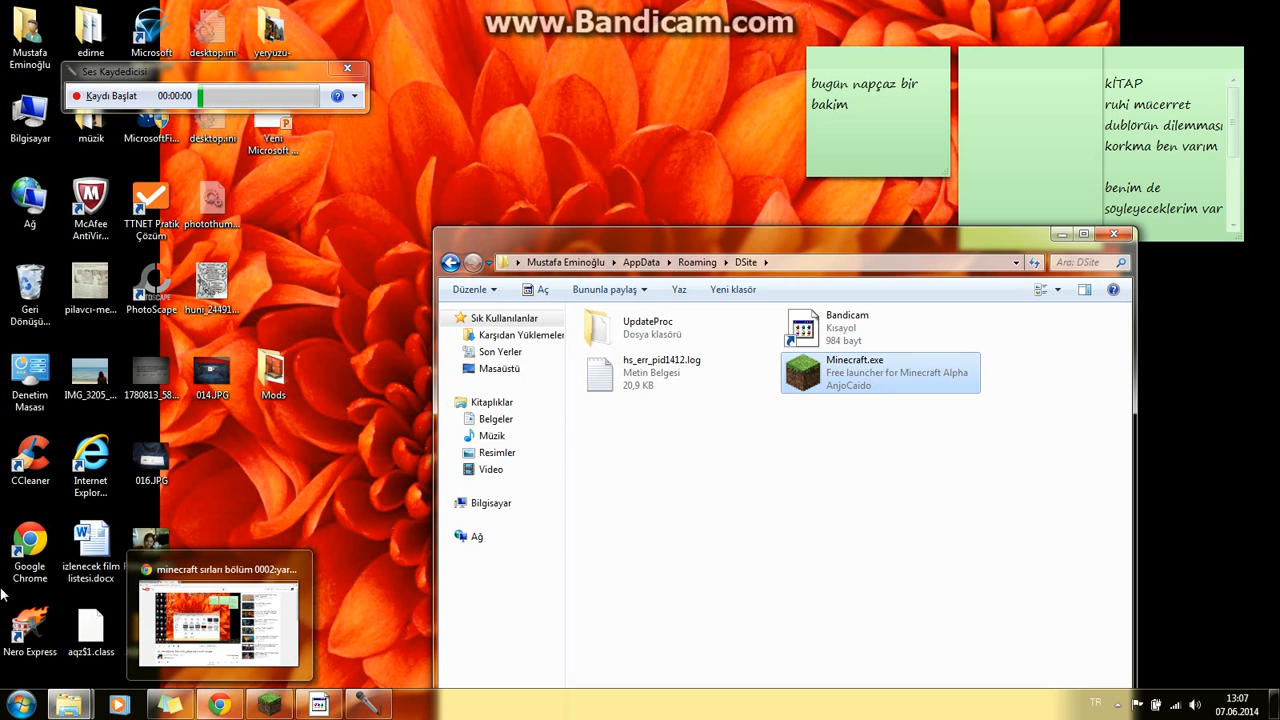 www.Bandicam.com
Mustafa
Eminoğlu
edirne
Microsoft
desktop.ini
yeryüzü-
Ses Kaydedicisi
Kaydı Başlat
00:00:00
Bilgisayar
müzik
MicrosoftFi...
desktop.ini
Yeni
Microsoft ...
bugün napçaz bir
bakim
kİTAP
ruhi mücerret
dublörün dilemması
korkma ben varım
benim de
söyleyeceklerim var
Ağ
McAfee
AntiVir...
TTNET Pratik
Çözüm
photothum...
Geri
Dönüşü...
pilavcı-me...
PhotoScape
huni_24491...
Denetim
Masası
IMG_3205_...
1780813_58...
014.JPG
Mods
CCleaner
Internet
Explor...
016.JPG
Google
Chrome
izlenecek film
listesi.docx
Nero Express
aqz$1.class
minecraft sırları bölüm 0002:yar...
Mustafa Eminoğlu
AppData
Roaming
DSite
Ara: DSite
Düzenle
Aç
Bununla paylaş
Yaz
Yeni klasör
Sık Kullanılanlar
Karşıdan Yüklemeler
Son Yerler
Masaüstü
Kitaplıklar
Belgeler
Müzik
Resimler
Video
Bilgisayar
Ağ
UpdateProc
Dosya klasörü
hs_err_pid1412.log
Metin Belgesi
20,9 KB
Bandicam
Kısayol
984 bayt
Minecraft.exe
Free launcher for Minecraft Alpha
AnjoCaido
TR
13:07
07.06.2014